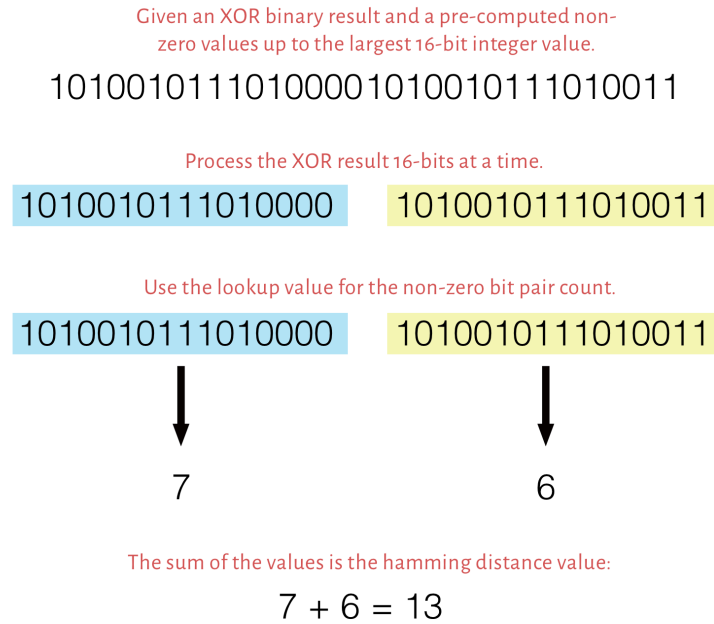 Given an XOR binary result and a pre-computed non-
zero values up to the largest 16-bit integer value.
10100101110100001010010111010011
Process the XOR result 16-bits at a time.
1010010111010000 1010010111010011
Use the lookup value for the non-zero bit pair count.
1010010111010000 1010010111010011
7 6
The sum of the values is the hamming distance value:
7 + 6 = 13